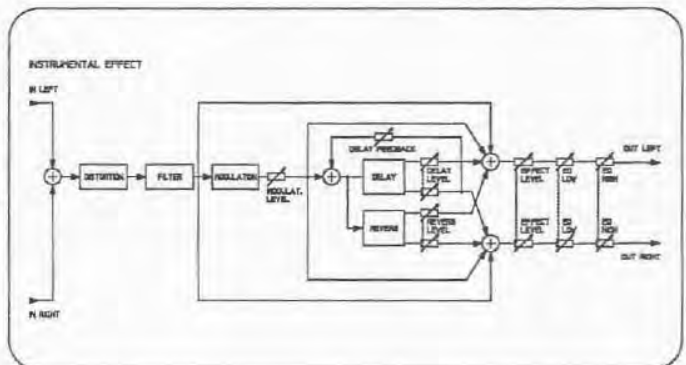 INSTRUMENTAL EFFECT
IN LEFT
DISTORTION
FILTER
MODULATION
MODULAT. LEVEL
DELAY FEEDBACK
DELAY
DELAY LEVEL
REVERB
REVERB LEVEL
EFFECT LEVEL
EQ LOW
EQ HIGH
OUT LEFT
EFFECT LEVEL
EQ LOW
EQ HIGH
OUT RIGHT
IN RIGHT